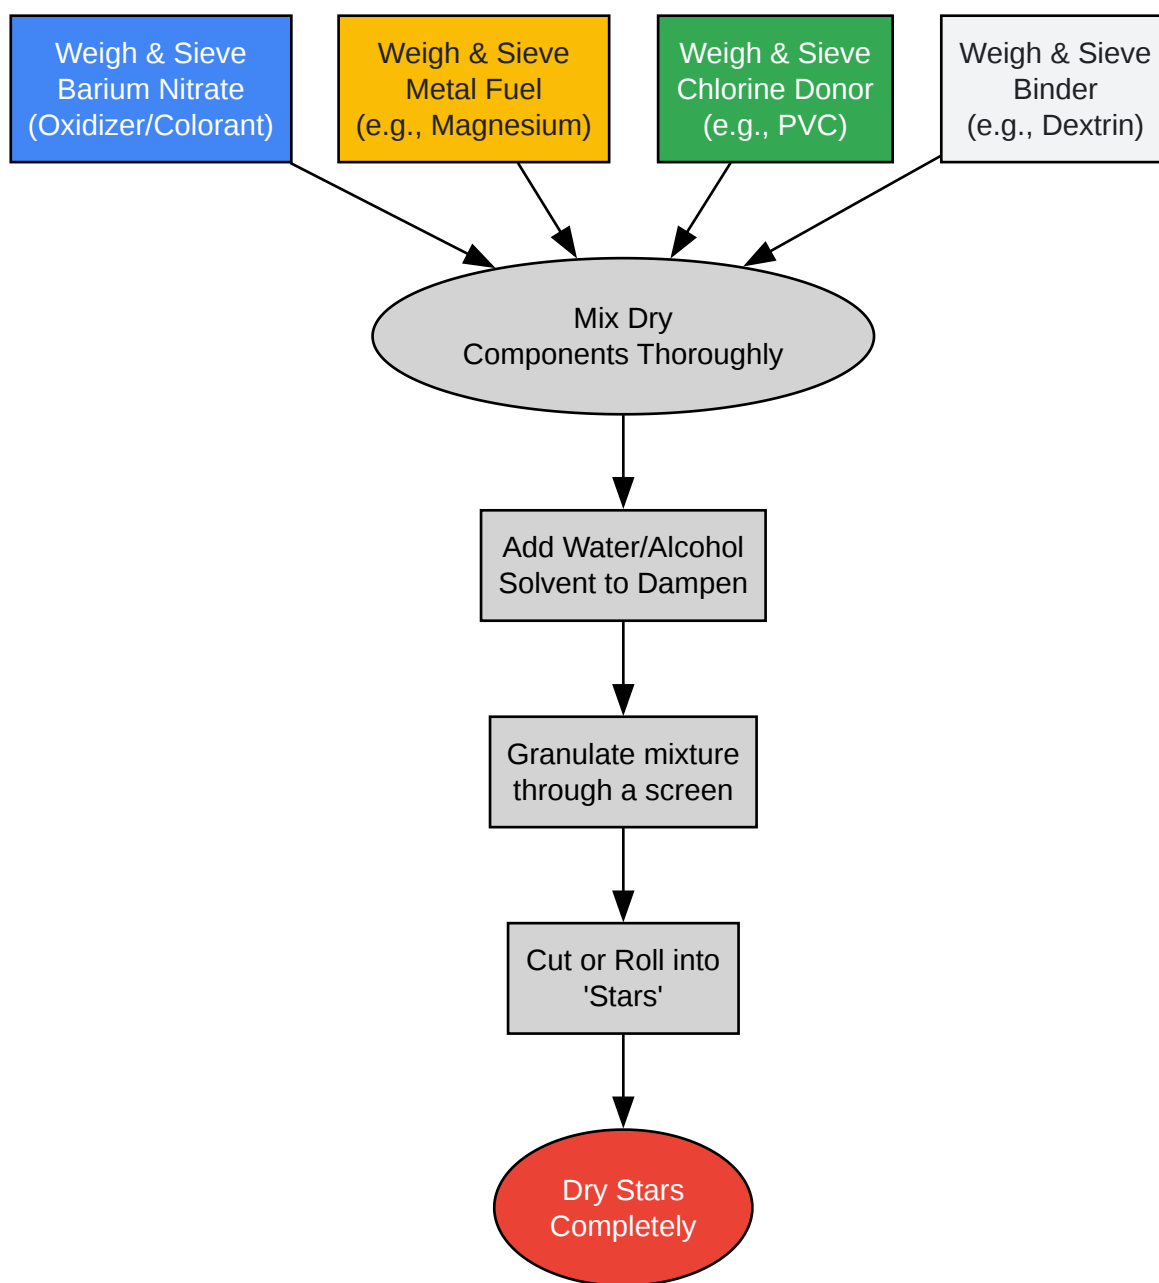 Weigh & Sieve
Barium Nitrate
(Oxidizer/Colorant)
Weigh & Sieve
Metal Fuel
(e.g., Magnesium)
Weigh & Sieve
Chlorine Donor
(e.g., PVC)
Weigh & Sieve
Binder
(e.g., Dextrin)
Mix Dry
Components Thoroughly
Add Water/Alcohol
Solvent to Dampen
Granulate mixture
through a screen
Cut or Roll into
'Stars'
Dry Stars
Completely